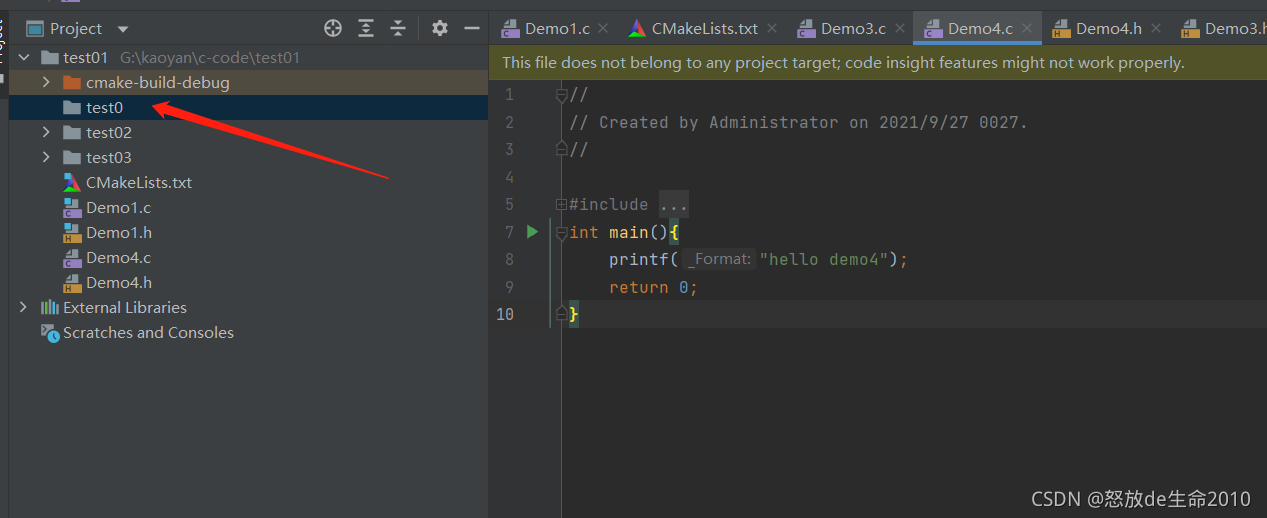 Project
Project
test01 G:\kaoyan\c-code\test01
cmake-build-debug
test0
test02
test03
CMakeLists.txt
Demo1.c
Demo1.h
Demo4.c
Demo4.h
External Libraries
Scratches and Consoles
Demo1.c
CMakeLists.txt
Demo3.c
Demo4.c
Demo4.h
Demo3.h
This file does not belong to any project target; code insight features might not work properly.
1 //
2 // Created by Administrator on 2021/9/27 0027.
3 //
4
5 #include ...
7 int main(){
8 printf( _Format: "hello demo4");
9 return 0;
10 }
CSDN @怒放de生命2010